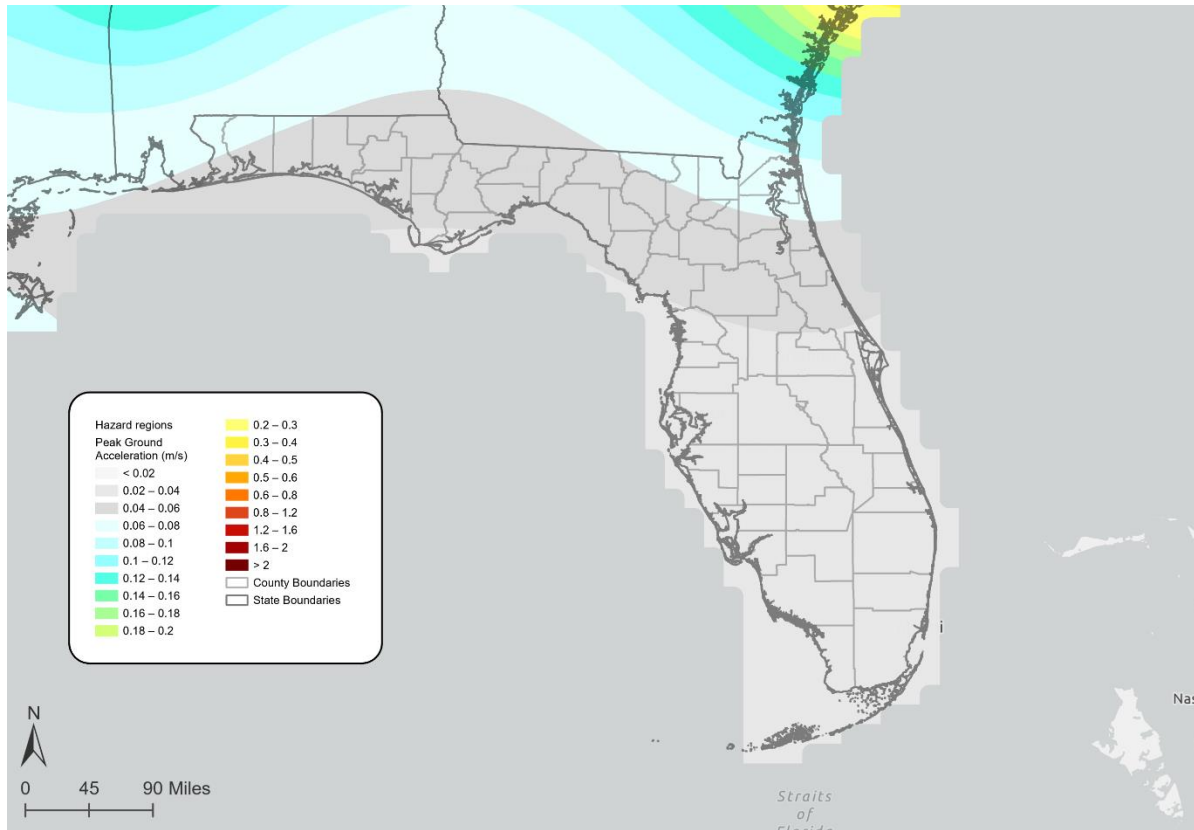 Hazard regions
Peak Ground
Acceleration (m/s)
< 0.02
0.02 – 0.04
0.04 – 0.06
0.06 – 0.08
0.08 – 0.1
0.1 – 0.12
0.12 – 0.14
0.14 – 0.16
0.16 – 0.18
0.18 – 0.2
0.2 – 0.3
0.3 – 0.4
0.4 – 0.5
0.5 – 0.6
0.6 – 0.8
0.8 – 1.2
1.2 – 1.6
1.6 – 2
> 2
County Boundaries
State Boundaries
i
Nas
N
0 45 90 Miles
Straits
of